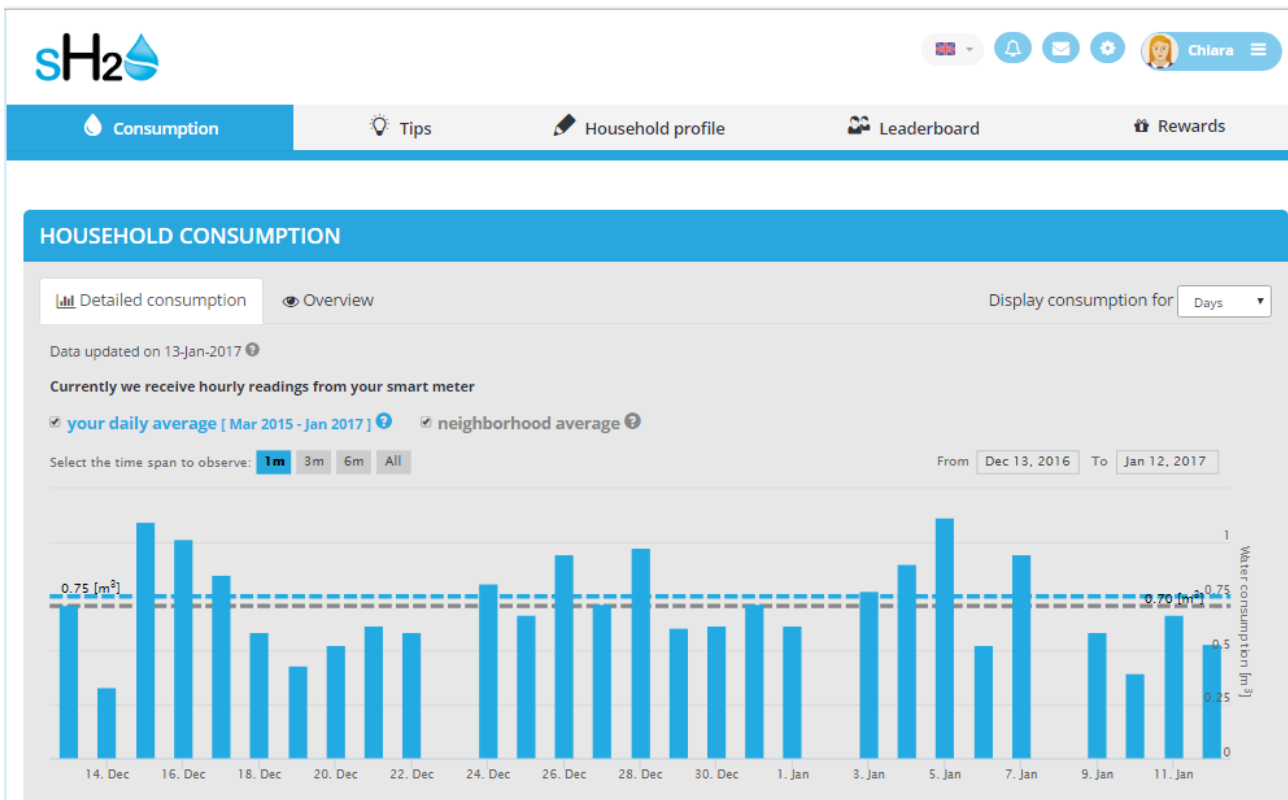 sH2
Chiara
Consumption Tips Household profile Leaderboard Rewards
HOUSEHOLD CONSUMPTION
Detailed consumption Overview Display consumption for Days
Data updated on 13-Jan-2017 ?
Currently we receive hourly readings from your smart meter
your daily average [ Mar 2015 - Jan 2017 ] ? neighborhood average ?
Select the time span to observe: 1m 3m 6m All From Dec 13, 2016 To Jan 12, 2017
1
0.75 [m³] 0.75
0.70 [m³]
0.5
0.25
0
Water consumption [m³]
14. Dec 16. Dec 18. Dec 20. Dec 22. Dec 24. Dec 26. Dec 28. Dec 30. Dec 1. Jan 3. Jan 5. Jan 7. Jan 9. Jan 11. Jan